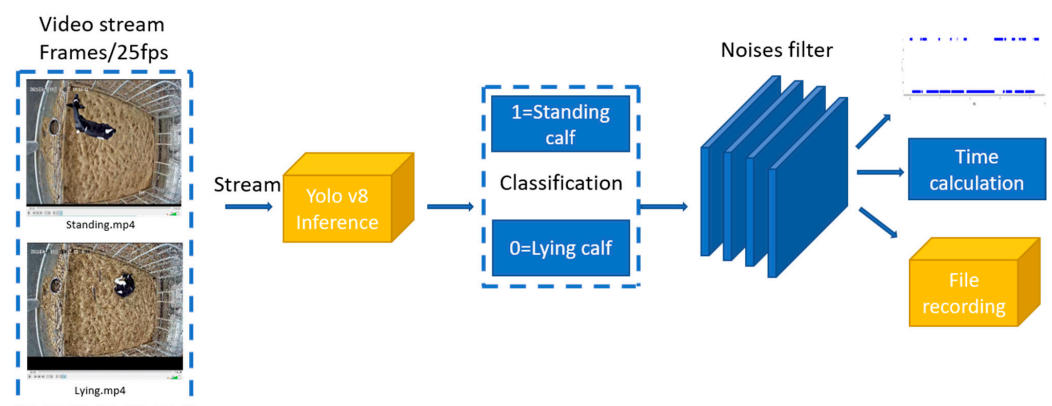 Video stream
Frames/25fps
Standing.mp4
Lying.mp4
Stream
Yolo v8
Inference
1=Standing
calf
Classification
0=Lying calf
Noises filter
Time
calculation
File
recording